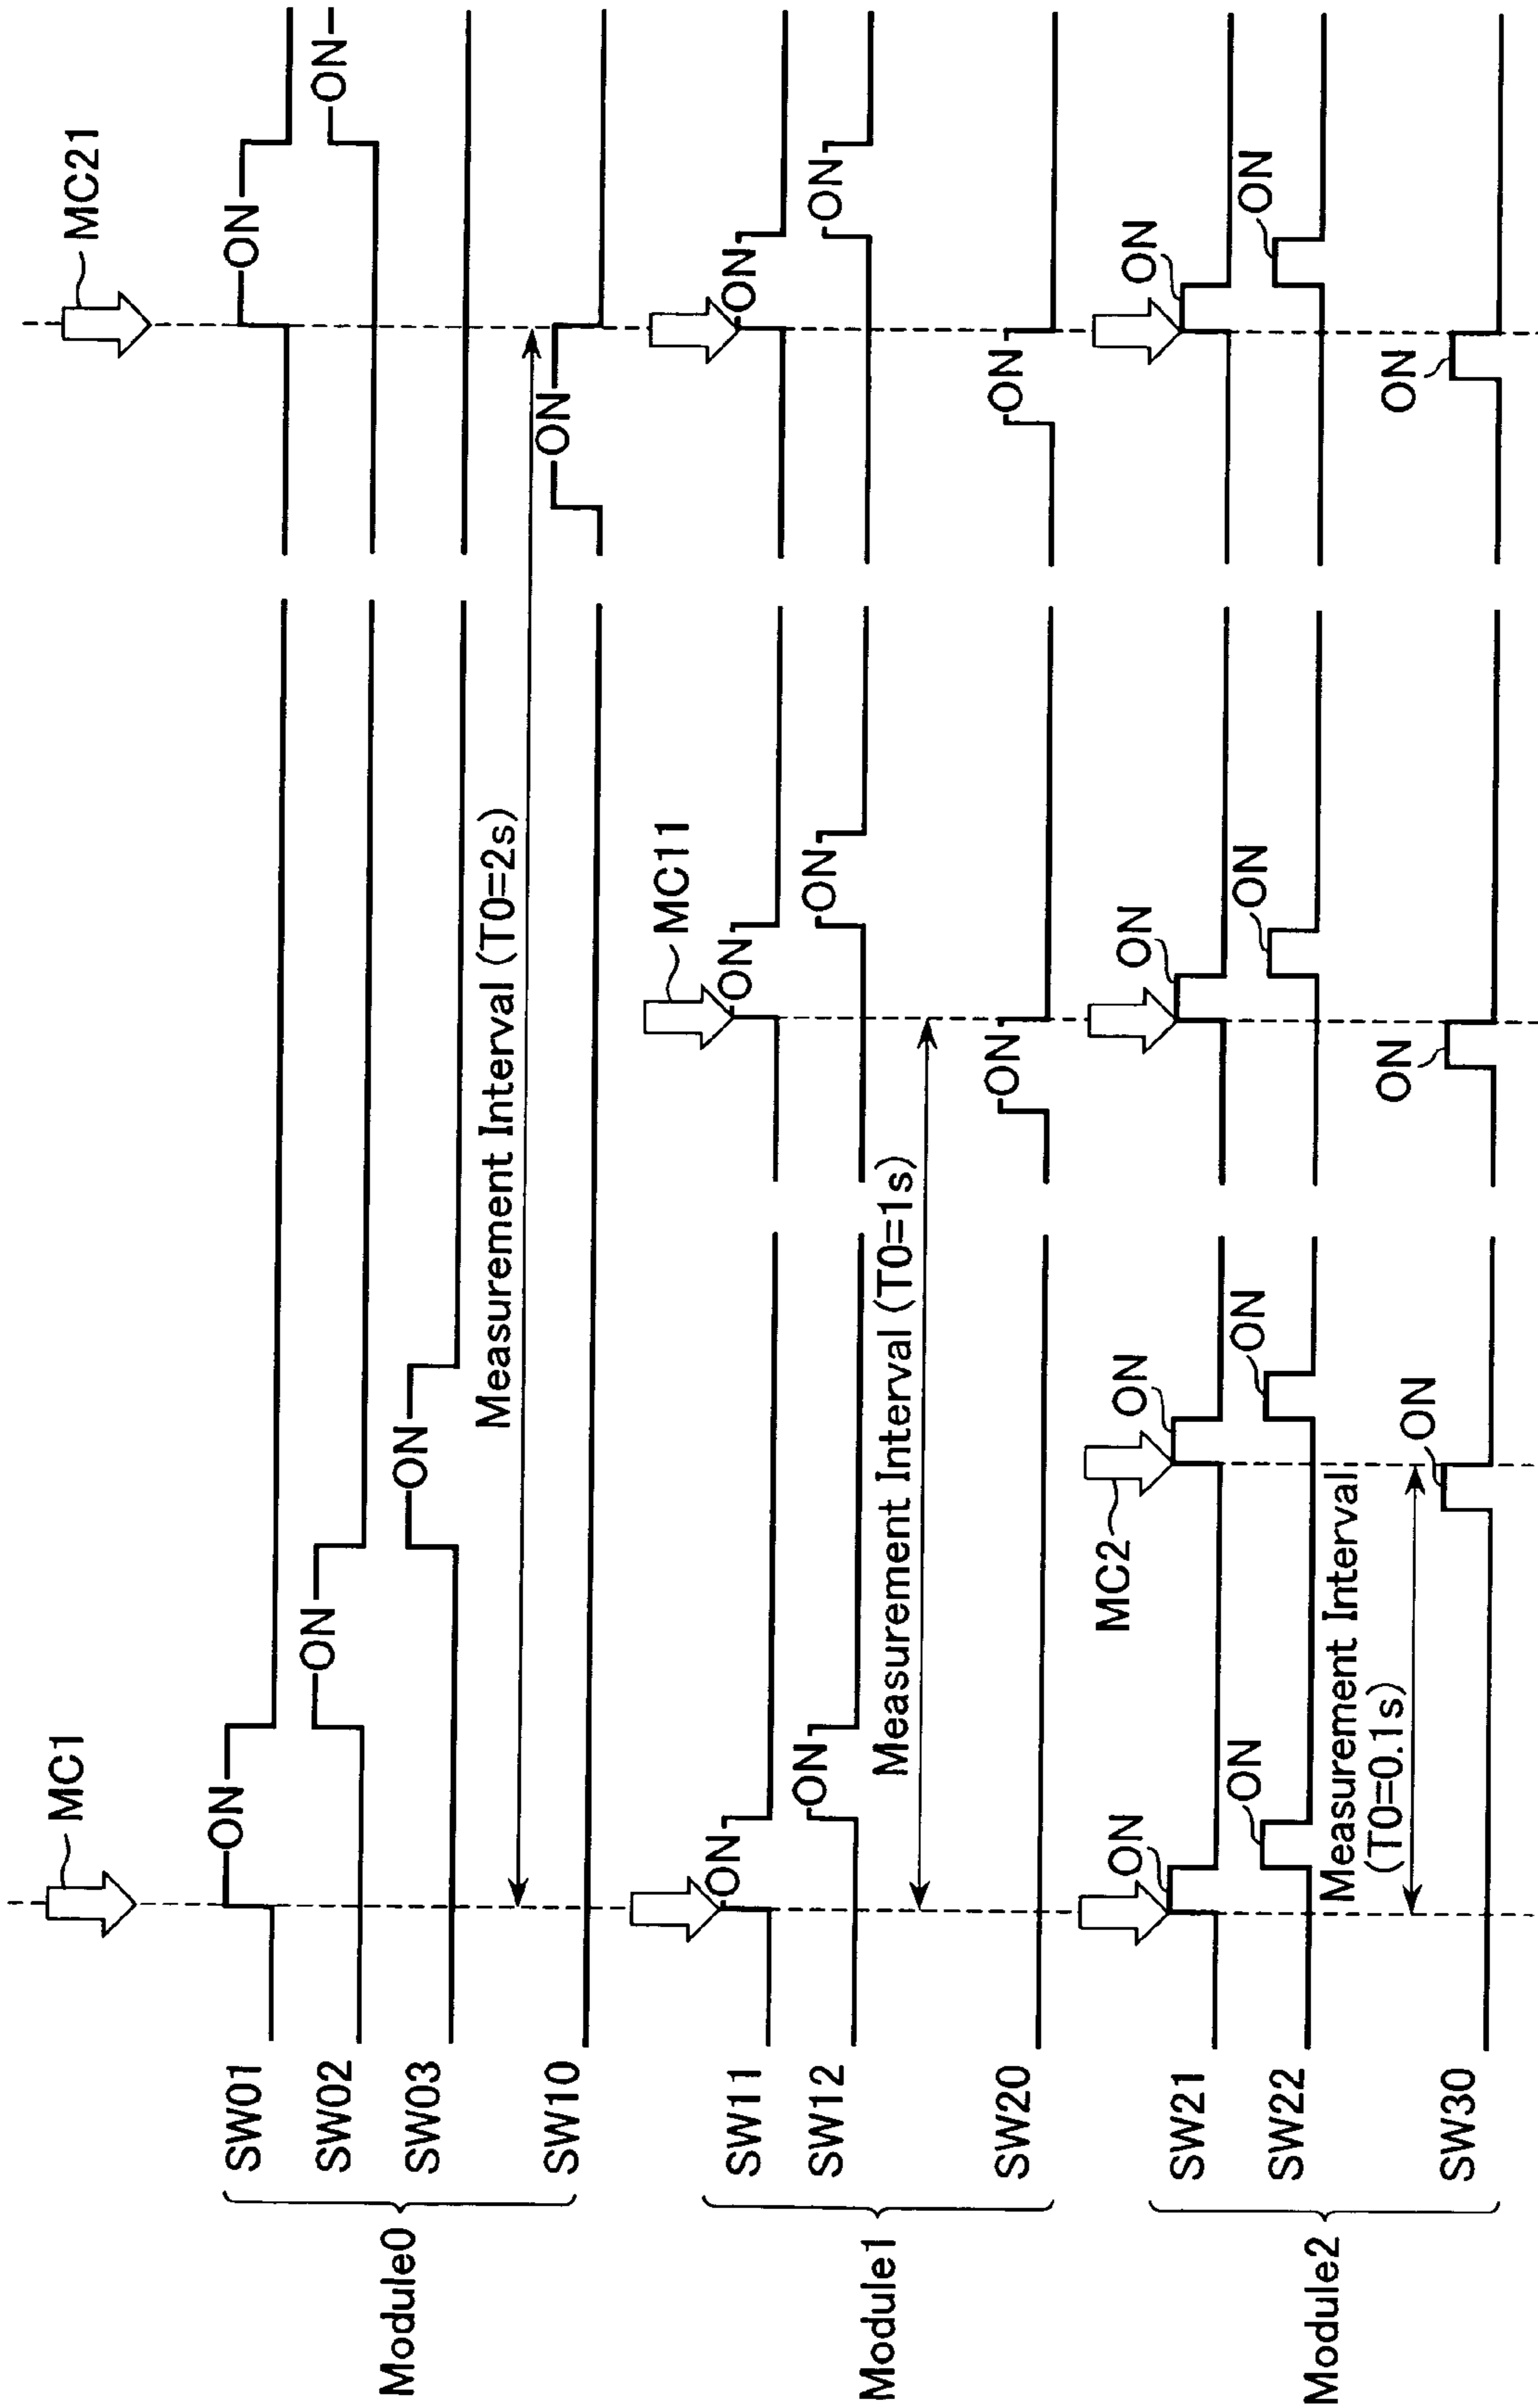 MC1
MC21
Module0
SW01
ON
ON
SW02
ON
ON
SW03
ON
Measurement Interval (T0=2s)
SW10
ON
Module1
MC11
SW11
ON
ON
ON
SW12
ON
ON
ON
Measurement Interval (T0=1s)
SW20
ON
ON
Module2
MC2
SW21
ON
ON
ON
ON
SW22
ON
ON
ON
ON
Measurement Interval
(T0=0.1s)
SW30
ON
ON
ON